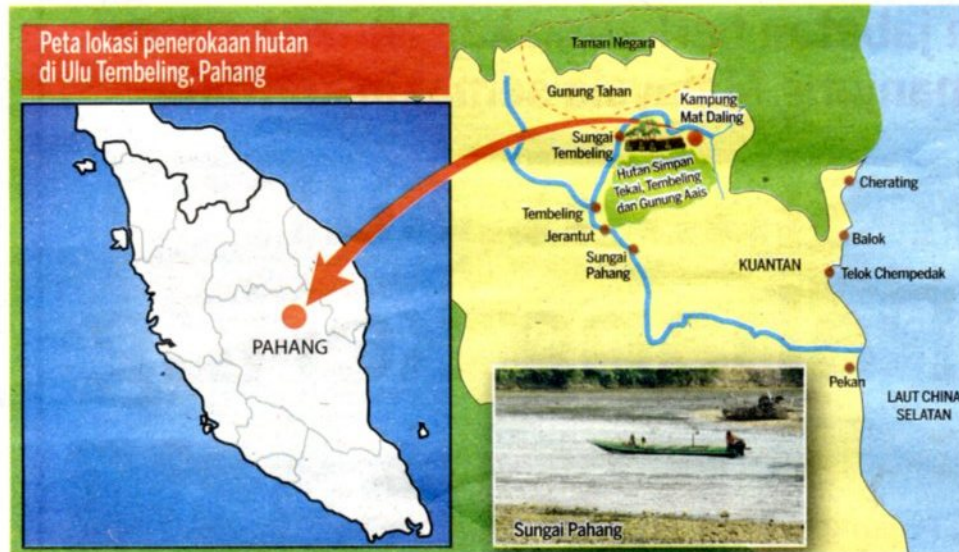 Peta lokasi penerokaan hutan
di Ulu Tembeling, Pahang
PAHANG
Taman Negara
Gunung Tahan
Kampung
Mat Daling
Sungai
Tembeling
Hutan Simpan
Tekai, Tembeling
dan Gunung Aais
Tembeling
Jerantut
Sungai
Pahang
KUANTAN
Cherating
Balok
Telok Chempedak
Pekan
LAUT CHINA
SELATAN
Sungai Pahang